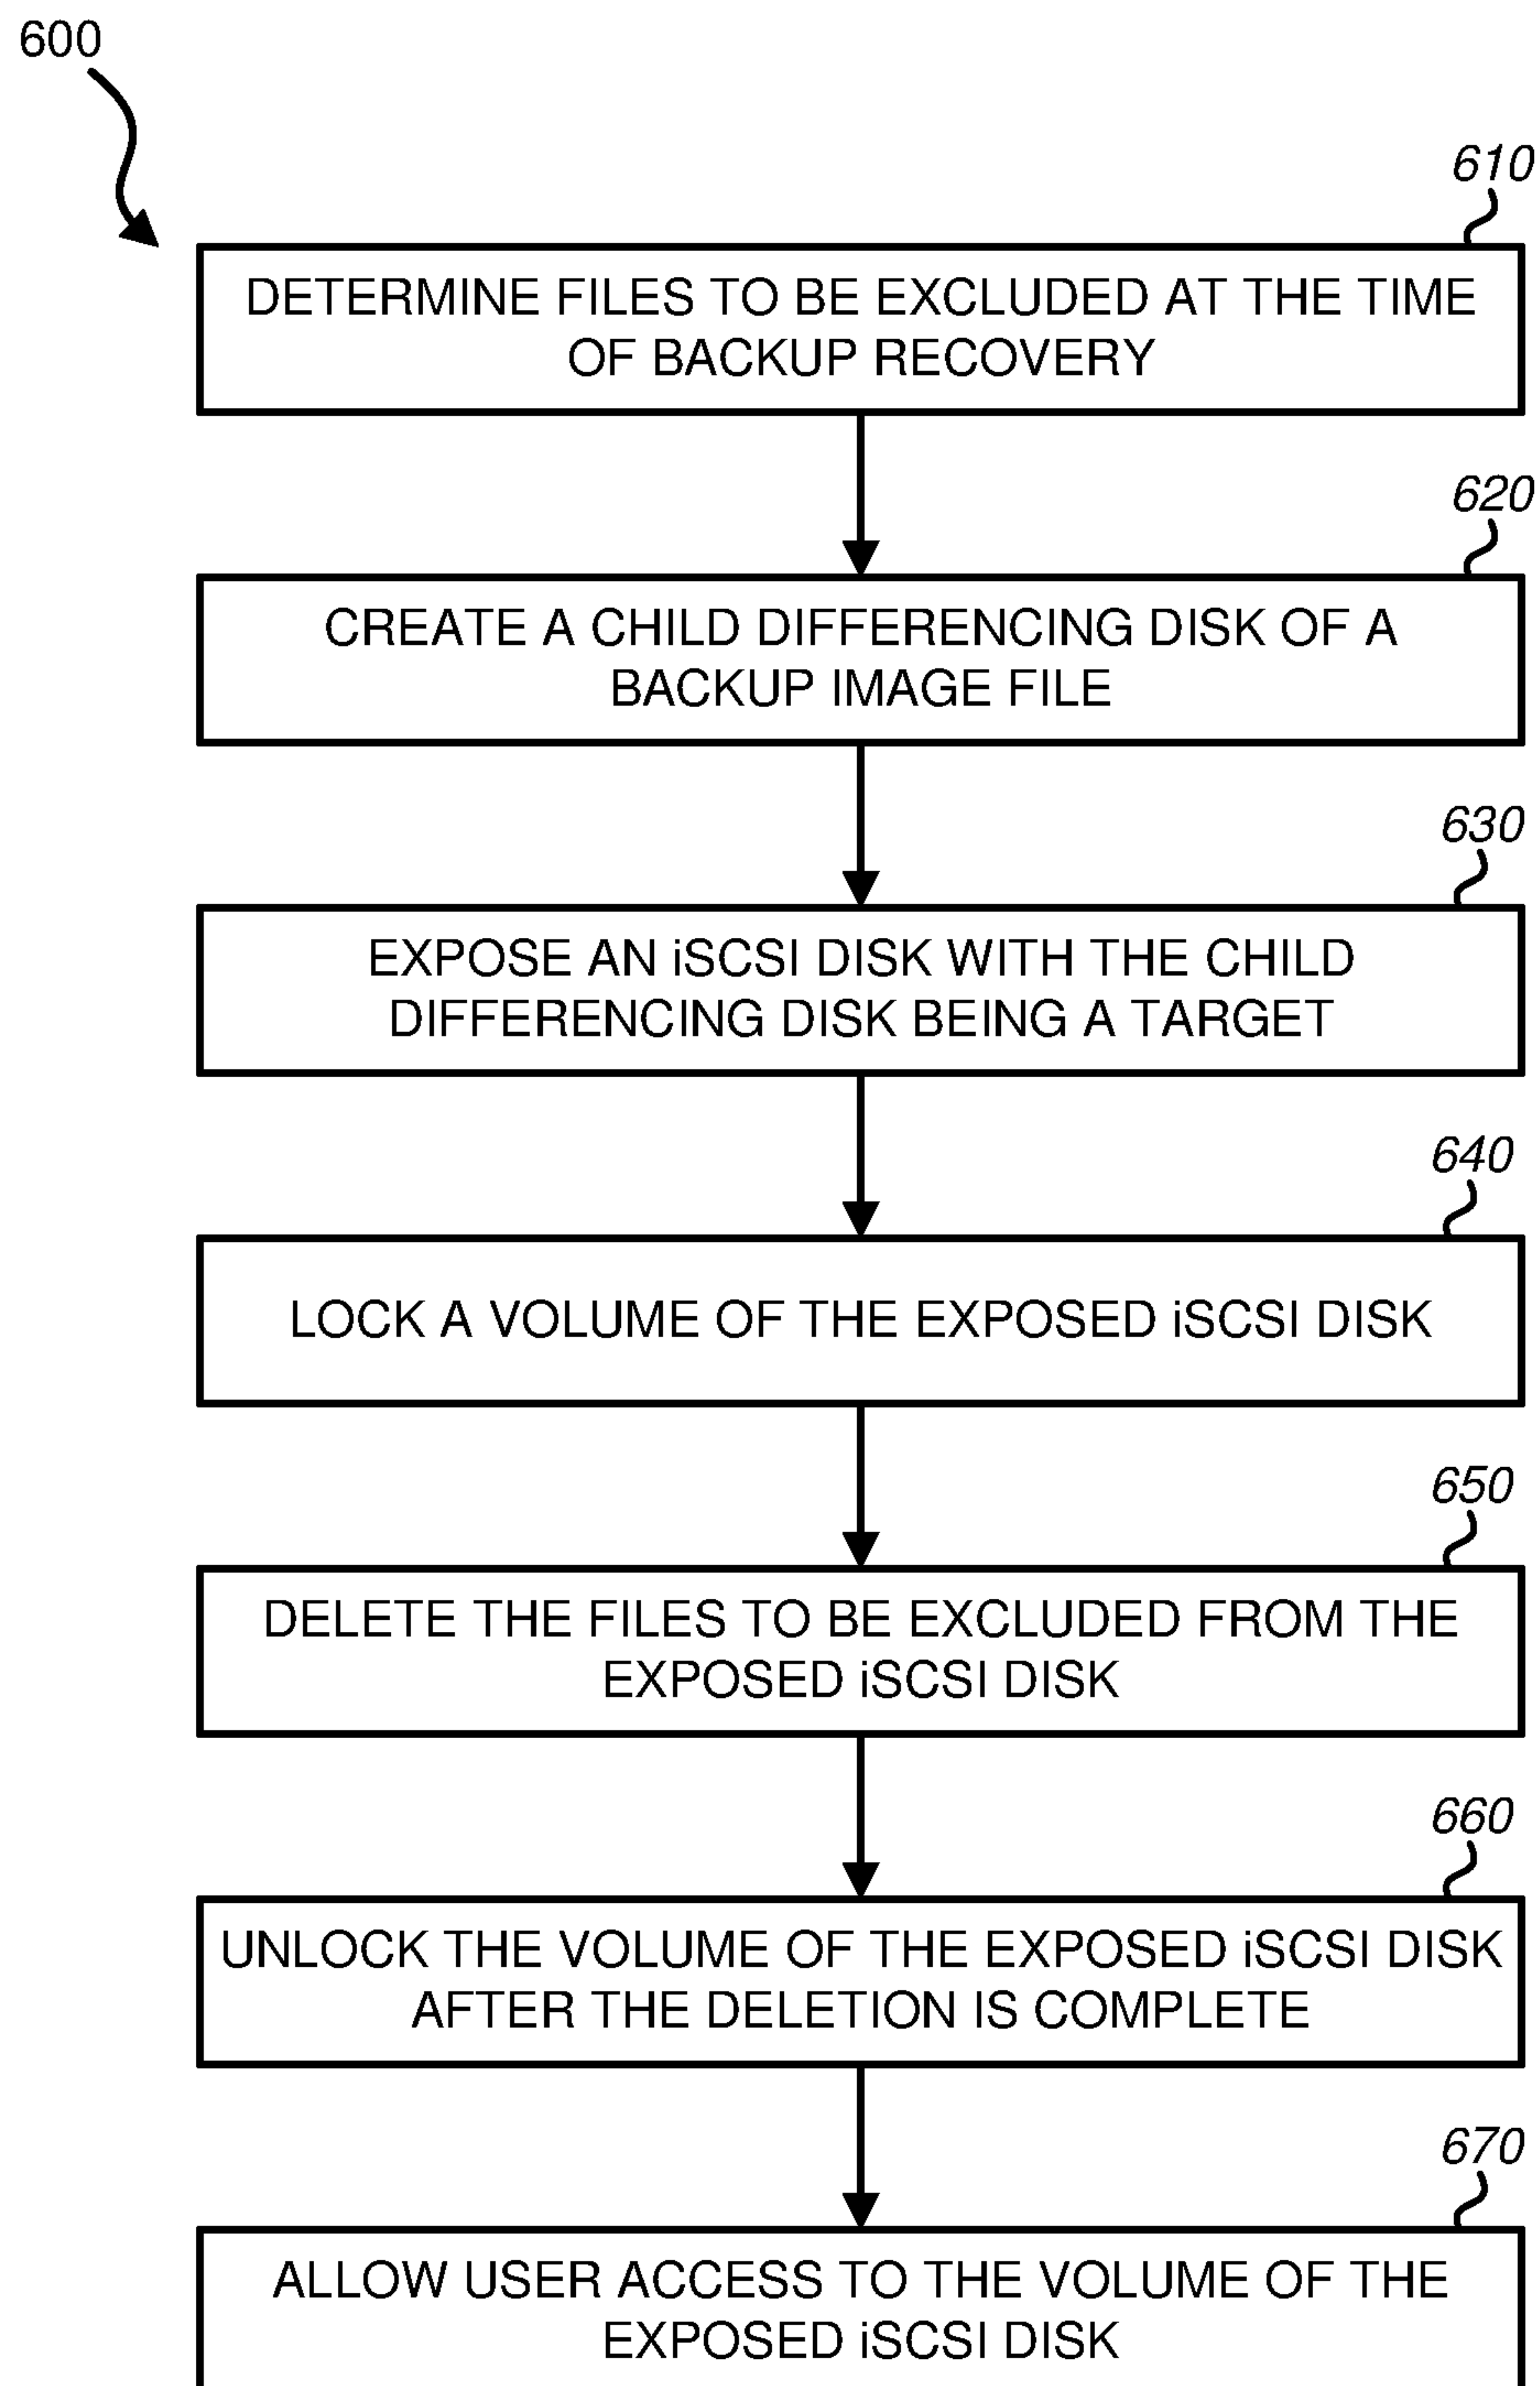 600
610
DETERMINE FILES TO BE EXCLUDED AT THE TIME
OF BACKUP RECOVERY
620
CREATE A CHILD DIFFERENCING DISK OF A
BACKUP IMAGE FILE
630
EXPOSE AN iSCSI DISK WITH THE CHILD
DIFFERENCING DISK BEING A TARGET
640
LOCK A VOLUME OF THE EXPOSED iSCSI DISK
650
DELETE THE FILES TO BE EXCLUDED FROM THE
EXPOSED iSCSI DISK
660
UNLOCK THE VOLUME OF THE EXPOSED iSCSI DISK
AFTER THE DELETION IS COMPLETE
670
ALLOW USER ACCESS TO THE VOLUME OF THE
EXPOSED iSCSI DISK